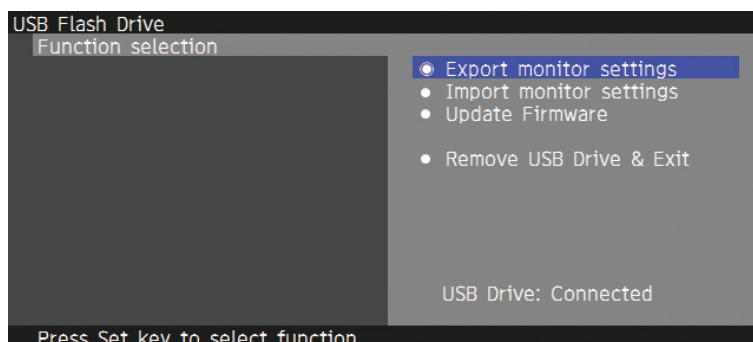 USB Flash Drive
Function selection
Export monitor settings
Import monitor settings
Update Firmware
Remove USB Drive & Exit
USB Drive: Connected
Press Set key to select function